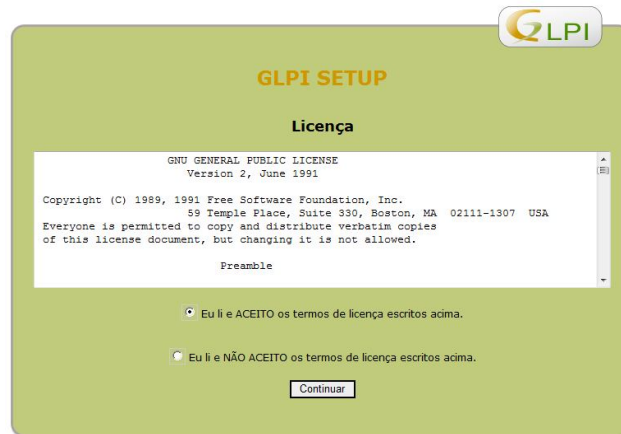 GLPI
GLPI SETUP
Licença
GNU GENERAL PUBLIC LICENSE
Version 2, June 1991
Copyright (C) 1989, 1991 Free Software Foundation, Inc.
59 Temple Place, Suite 330, Boston, MA  02111-1307  USA
Everyone is permitted to copy and distribute verbatim copies
of this license document, but changing it is not allowed.
Preamble
Eu li e ACEITO os termos de licença escritos acima.
Eu li e NÃO ACEITO os termos de licença escritos acima.
Continuar